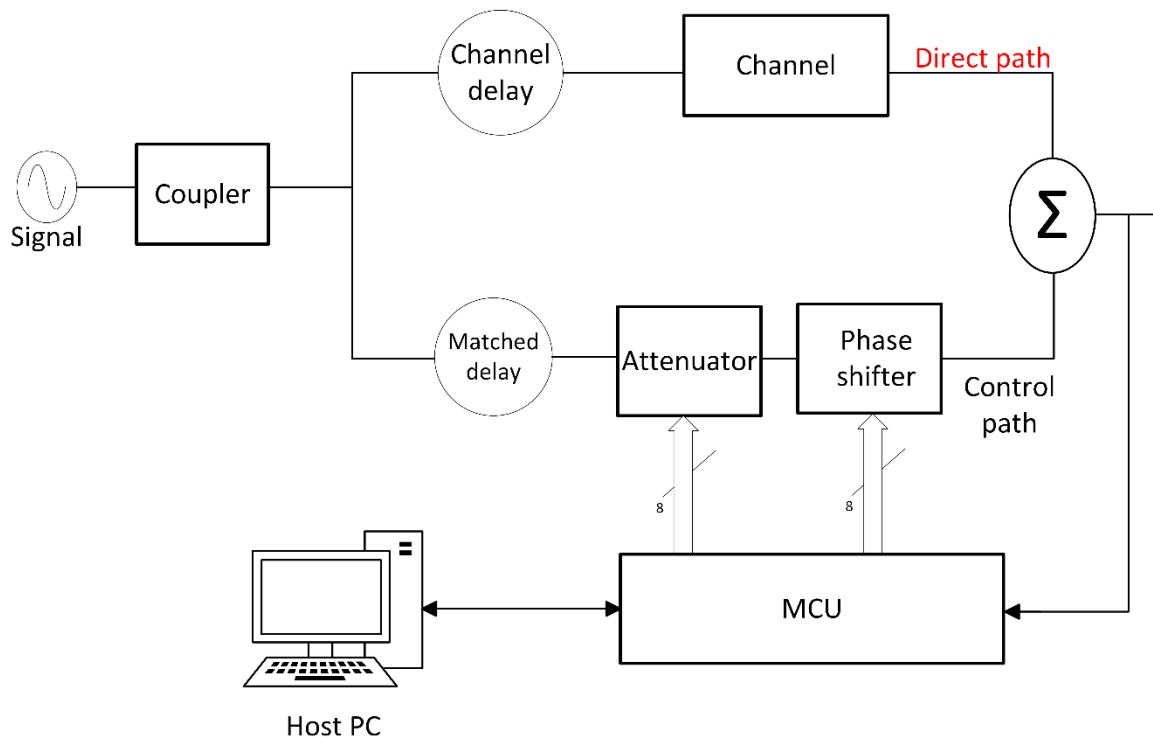 Channel
delay
Channel
Direct path
Coupler
Signal
Σ
Matched
delay
Attenuator
Phase
shifter
Control
path
8
8
MCU
Host PC